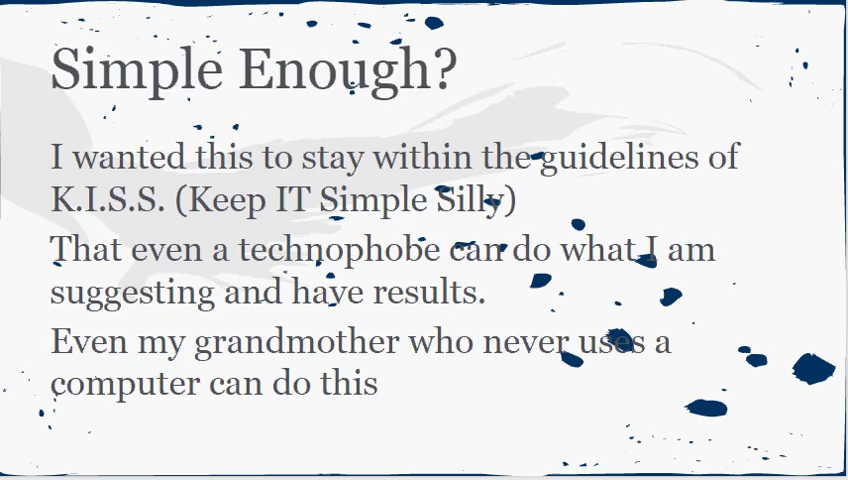 Simple Enough?
I wanted this to stay within the guidelines of
K.I.S.S. (Keep IT Simple Silly)
That even a technophobe can do what I am
suggesting and have results.
Even my grandmother who never uses a
computer can do this